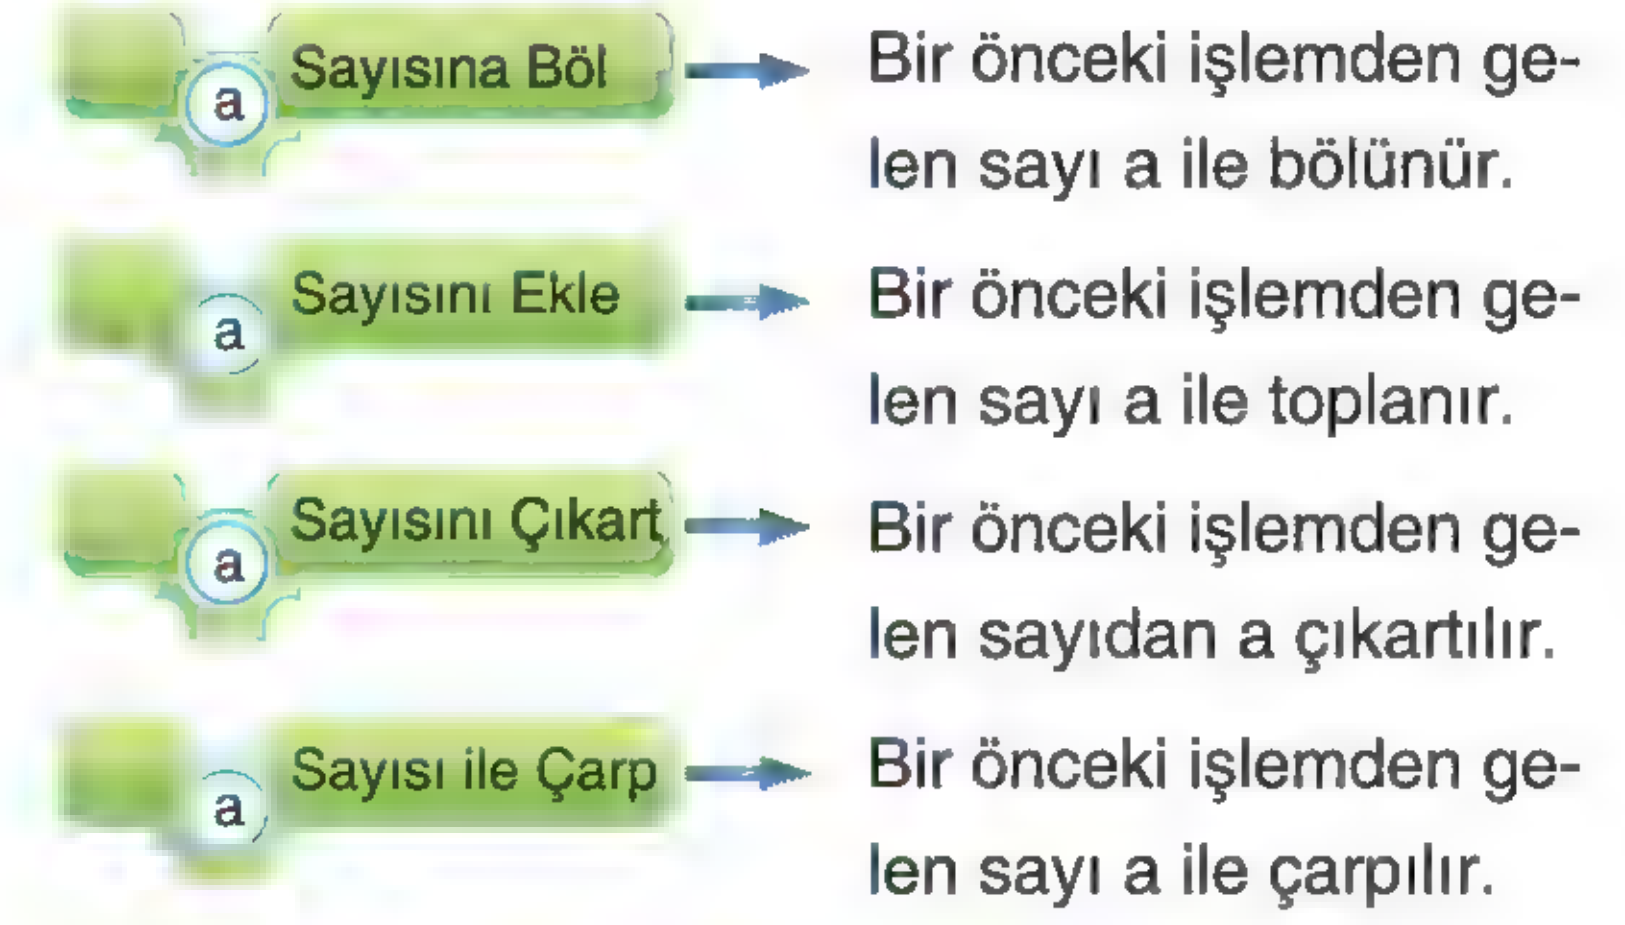 a Sayısına Böl
Bir önceki işlemden ge-
len sayı a ile bölünür.
a Sayısını Ekle
Bir önceki işlemden ge-
len sayı a ile toplanır.
a Sayısını Çıkart
Bir önceki işlemden ge-
len sayıdan a çıkartılır.
a Sayısı ile Çarp
Bir önceki işlemden ge-
len sayı a ile çarpılır.